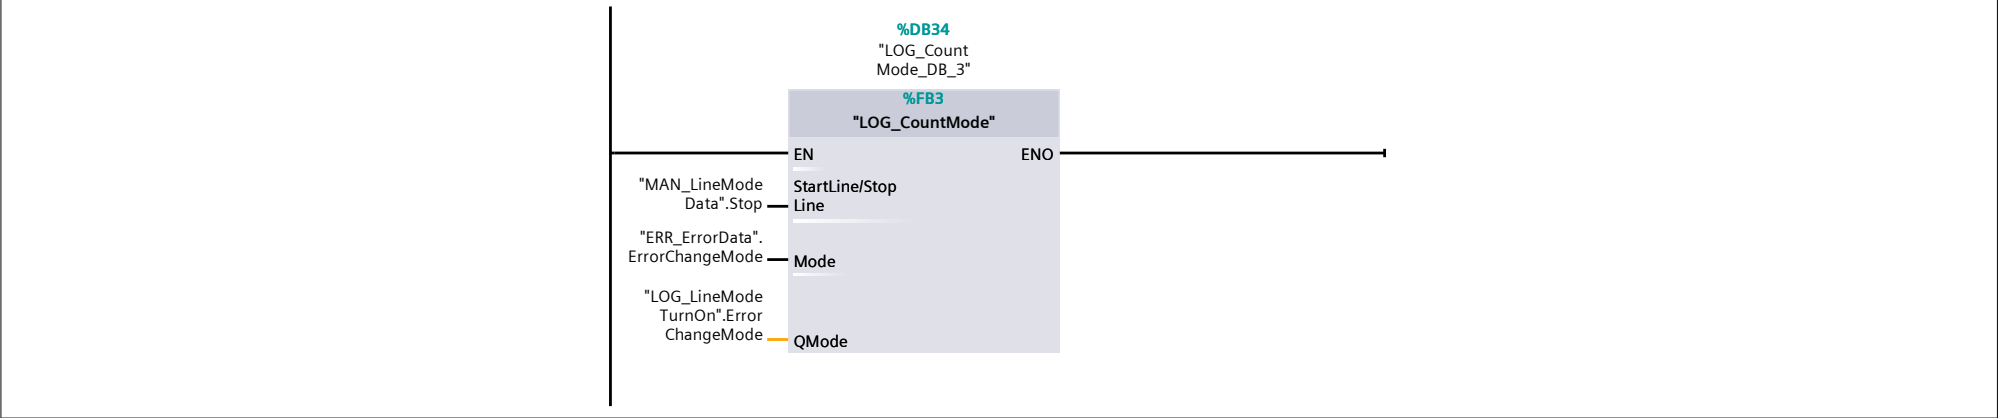 %DB34
"LOG_Count
Mode_DB_3"
%FB3
"LOG_CountMode"
EN
ENO
"MAN_LineMode
Data".Stop
StartLine/Stop
Line
"ERR_ErrorData".
ErrorChangeMode
Mode
"LOG_LineMode
TurnOn".Error
ChangeMode
QMode